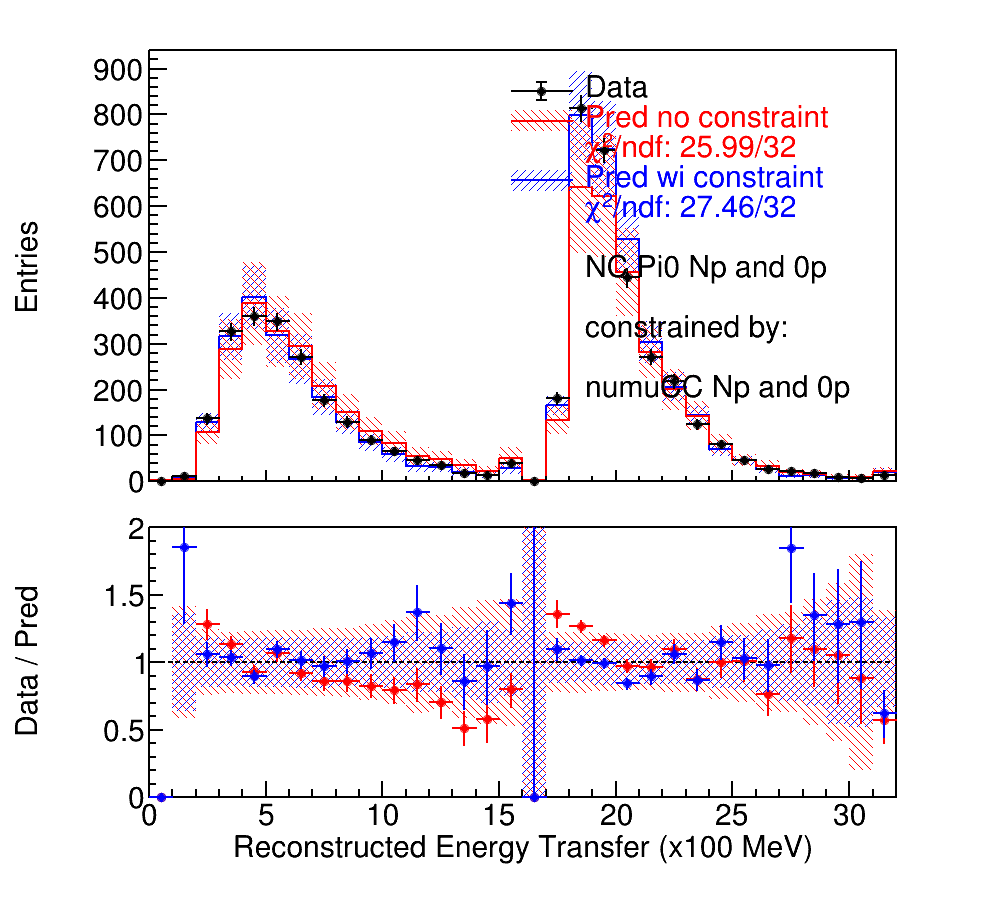 900
800
700
600
500
400
300
200
100
0
Entries
Data
Pred no constraint
χ²/ndf: 25.99/32
Pred wi constraint
χ²/ndf: 27.46/32
NC Pi0 Np and 0p
constrained by:
numuCC Np and 0p
2
1.5
1
0.5
0
Data / Pred
0 5 10 15 20 25 30
Reconstructed Energy Transfer (x100 MeV)